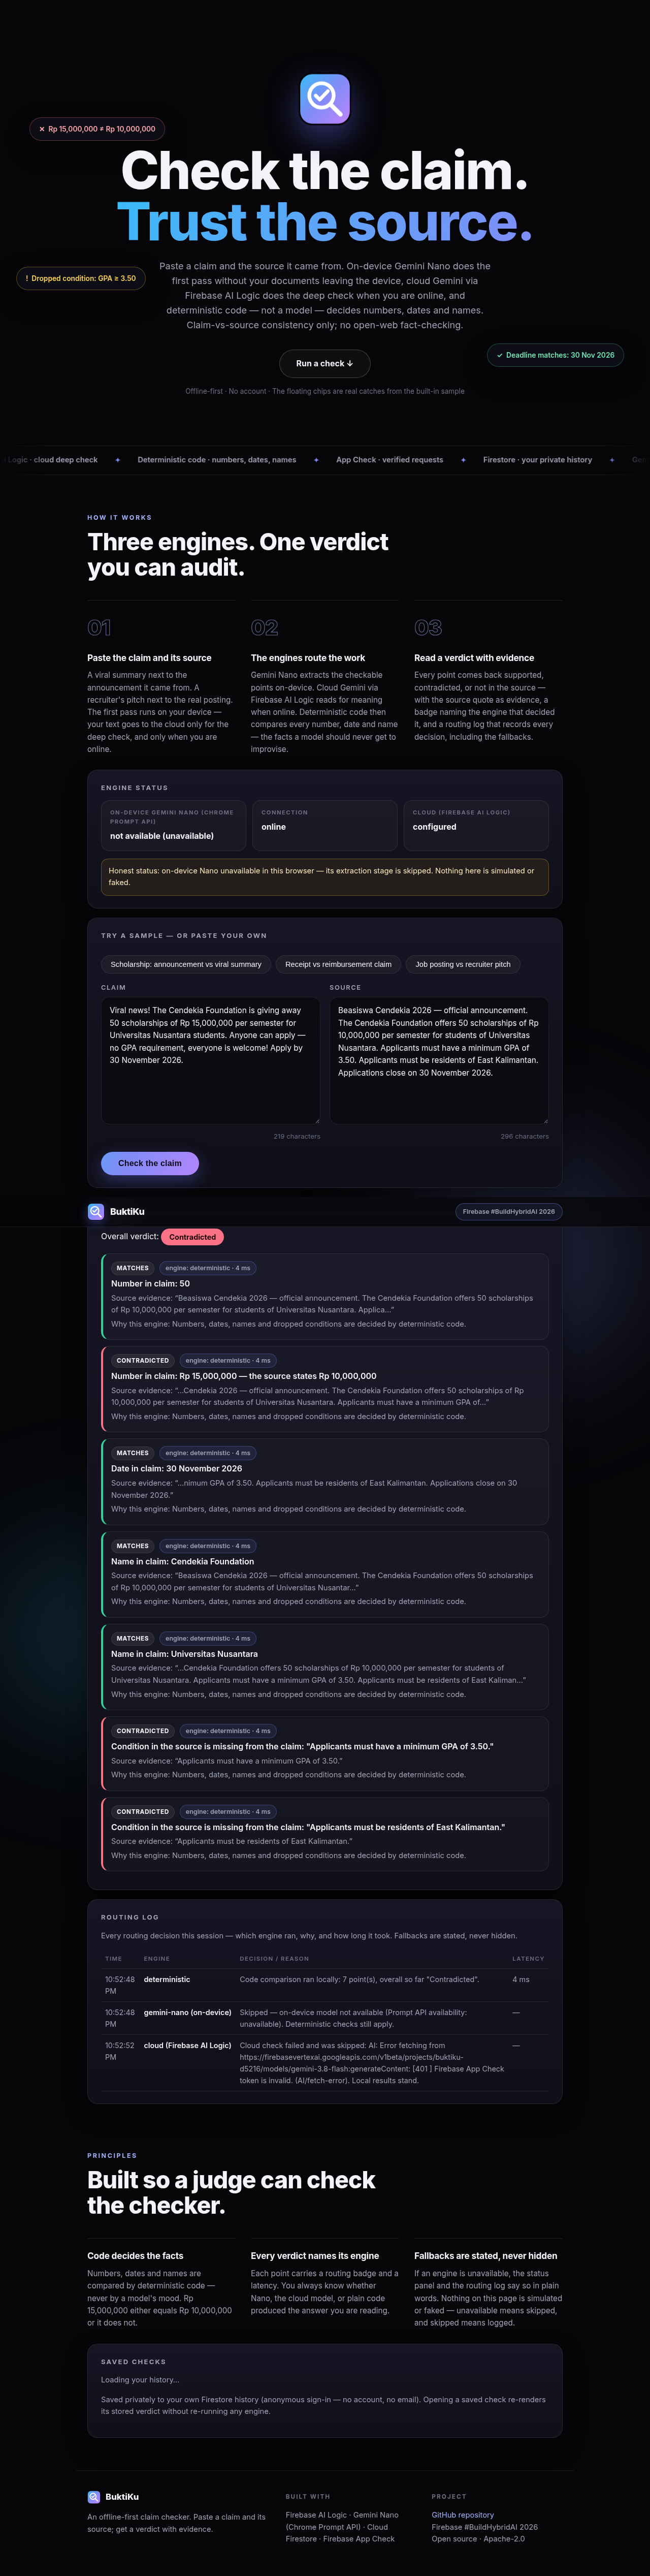 ✕ Rp 15,000,000 ≠ Rp 10,000,000
Check the claim.
Trust the source.
! Dropped condition: GPA ≥ 3.50
Paste a claim and the source it came from. On-device Gemini Nano does the
first pass without your documents leaving the device, cloud Gemini via
Firebase AI Logic does the deep check when you are online, and
deterministic code — not a model — decides numbers, dates and names.
Claim-vs-source consistency only; no open-web fact-checking.
✓ Deadline matches: 30 Nov 2026
Run a check ↓
Offline-first · No account · The floating chips are real catches from the built-in sample
Logic · cloud deep check ✦ Deterministic code · numbers, dates, names ✦ App Check · verified requests ✦ Firestore · your private history ✦
HOW IT WORKS
Three engines. One verdict
you can audit.
01
Paste the claim and its source
A viral summary next to the
announcement it came from. A
recruiter's pitch next to the real posting.
The first pass runs on your device —
your text goes to the cloud only for the
deep check, and only when you are
online.
02
The engines route the work
Gemini Nano extracts the checkable
points on-device. Cloud Gemini via
Firebase AI Logic reads for meaning
when online. Deterministic code then
compares every number, date and name
— the facts a model should never get to
improvise.
03
Read a verdict with evidence
Every point comes back supported,
contradicted, or not in the source —
with the source quote as evidence, a
badge naming the engine that decided
it, and a routing log that records every
decision, including the fallbacks.
ENGINE STATUS
ON-DEVICE GEMINI NANO (CHROME
PROMPT API)
not available (unavailable)
CONNECTION
online
CLOUD (FIREBASE AI LOGIC)
configured
Honest status: on-device Nano unavailable in this browser — its extraction stage is skipped. Nothing here is simulated or
faked.
TRY A SAMPLE — OR PASTE YOUR OWN
Scholarship: announcement vs viral summary
Receipt vs reimbursement claim
Job posting vs recruiter pitch
CLAIM
Viral news! The Cendekia Foundation is giving away
50 scholarships of Rp 15,000,000 per semester for
Universitas Nusantara students. Anyone can apply —
no GPA requirement, everyone is welcome! Apply by
30 November 2026.
219 characters
SOURCE
Beasiswa Cendekia 2026 — official announcement.
The Cendekia Foundation offers 50 scholarships of Rp
10,000,000 per semester for students of Universitas
Nusantara. Applicants must have a minimum GPA of
3.50. Applicants must be residents of East Kalimantan.
Applications close on 30 November 2026.
296 characters
Check the claim
BuktiKu
Firebase #BuildHybridAI 2026
Overall verdict: Contradicted
MATCHES engine: deterministic · 4 ms
Number in claim: 50
Source evidence: “Beasiswa Cendekia 2026 — official announcement. The Cendekia Foundation offers 50 scholarships
of Rp 10,000,000 per semester for students of Universitas Nusantara. Applica…”
Why this engine: Numbers, dates, names and dropped conditions are decided by deterministic code.
CONTRADICTED engine: deterministic · 4 ms
Number in claim: Rp 15,000,000 — the source states Rp 10,000,000
Source evidence: “…Cendekia 2026 — official announcement. The Cendekia Foundation offers 50 scholarships of Rp
10,000,000 per semester for students of Universitas Nusantara. Applicants must have a minimum GPA of…”
Why this engine: Numbers, dates, names and dropped conditions are decided by deterministic code.
MATCHES engine: deterministic · 4 ms
Date in claim: 30 November 2026
Source evidence: “…nimum GPA of 3.50. Applicants must be residents of East Kalimantan. Applications close on 30
November 2026.”
Why this engine: Numbers, dates, names and dropped conditions are decided by deterministic code.
MATCHES engine: deterministic · 4 ms
Name in claim: Cendekia Foundation
Source evidence: “Beasiswa Cendekia 2026 — official announcement. The Cendekia Foundation offers 50 scholarships
of Rp 10,000,000 per semester for students of Universitas Nusantar…”
Why this engine: Numbers, dates, names and dropped conditions are decided by deterministic code.
MATCHES engine: deterministic · 4 ms
Name in claim: Universitas Nusantara
Source evidence: “…Cendekia Foundation offers 50 scholarships of Rp 10,000,000 per semester for students of
Universitas Nusantara. Applicants must have a minimum GPA of 3.50. Applicants must be residents of East Kaliman…”
Why this engine: Numbers, dates, names and dropped conditions are decided by deterministic code.
CONTRADICTED engine: deterministic · 4 ms
Condition in the source is missing from the claim: "Applicants must have a minimum GPA of 3.50."
Source evidence: “Applicants must have a minimum GPA of 3.50.”
Why this engine: Numbers, dates, names and dropped conditions are decided by deterministic code.
CONTRADICTED engine: deterministic · 4 ms
Condition in the source is missing from the claim: "Applicants must be residents of East Kalimantan."
Source evidence: “Applicants must be residents of East Kalimantan.”
Why this engine: Numbers, dates, names and dropped conditions are decided by deterministic code.
ROUTING LOG
Every routing decision this session — which engine ran, why, and how long it took. Fallbacks are stated, never hidden.
TIME ENGINE DECISION / REASON LATENCY
10:52:48 PM deterministic Code comparison ran locally: 7 point(s), overall so far "Contradicted". 4 ms
10:52:48 PM gemini-nano (on-device) Skipped — on-device model not available (Prompt API availability:
unavailable). Deterministic checks still apply. —
10:52:52 PM cloud (Firebase AI Logic) Cloud check failed and was skipped: AI: Error fetching from
https://firebasevertexai.googleapis.com/v1beta/projects/buktiku-
d5216/models/gemini-3.8-flash:generateContent: [401 ] Firebase App Check
token is invalid. (AI/fetch-error). Local results stand. —
PRINCIPLES
Built so a judge can check
the checker.
Code decides the facts
Numbers, dates and names are
compared by deterministic code —
never by a model's mood. Rp
15,000,000 either equals Rp 10,000,000
or it does not.
Every verdict names its engine
Each point carries a routing badge and a
latency. You always know whether
Nano, the cloud model, or plain code
produced the answer you are reading.
Fallbacks are stated, never hidden
If an engine is unavailable, the status
panel and the routing log say so in plain
words. Nothing on this page is simulated
or faked — unavailable means skipped,
and skipped means logged.
SAVED CHECKS
Loading your history…
Saved privately to your own Firestore history (anonymous sign-in — no account, no email). Opening a saved check re-renders
its stored verdict without re-running any engine.
BuktiKu
An offline-first claim checker. Paste a claim and its
source; get a verdict with evidence.
BUILT WITH
Firebase AI Logic · Gemini Nano
(Chrome Prompt API) · Cloud
Firestore · Firebase App Check
PROJECT
GitHub repository
Firebase #BuildHybridAI 2026
Open source · Apache-2.0